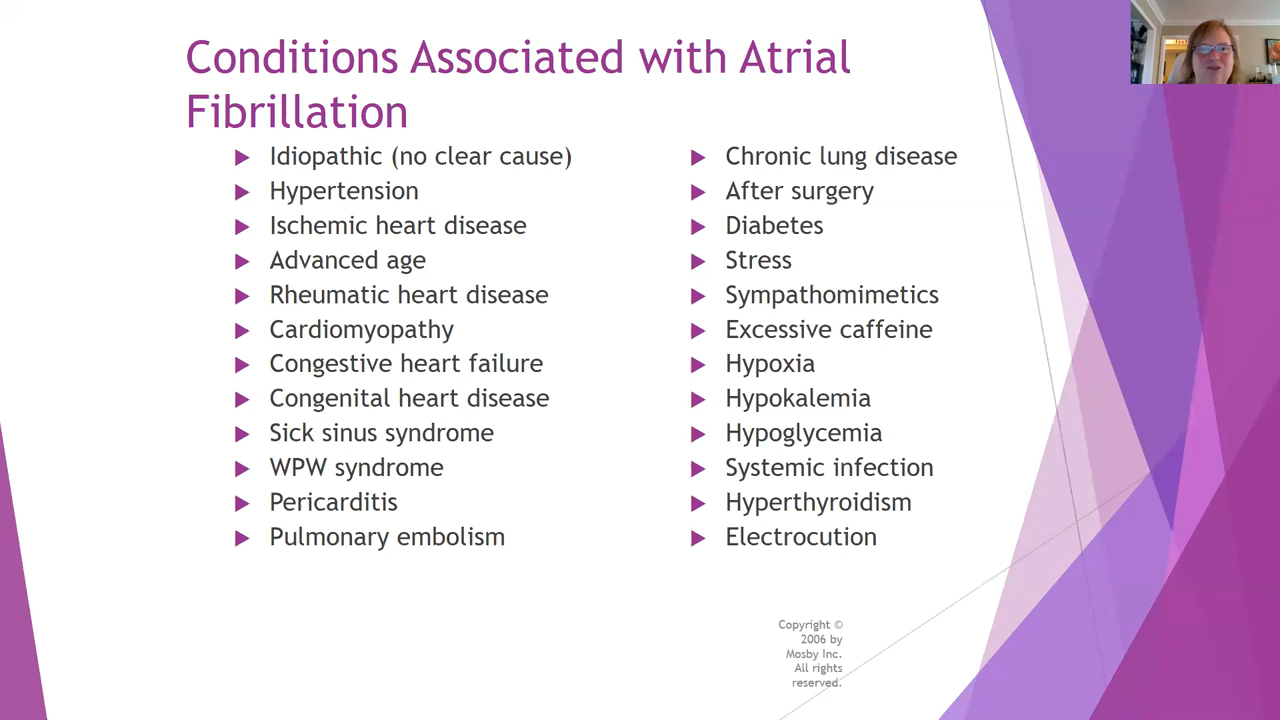 Conditions Associated with Atrial
Fibrillation
Idiopathic (no clear cause)
Hypertension
Ischemic heart disease
Advanced age
Rheumatic heart disease
Cardiomyopathy
Congestive heart failure
Congenital heart disease
Sick sinus syndrome
WPW syndrome
Pericarditis
Pulmonary embolism
Chronic lung disease
After surgery
Diabetes
Stress
Sympathomimetics
Excessive caffeine
Hypoxia
Hypokalemia
Hypoglycemia
Systemic infection
Hyperthyroidism
Electrocution
Copyright ©
2006 by
Mosby Inc.
All rights
reserved.